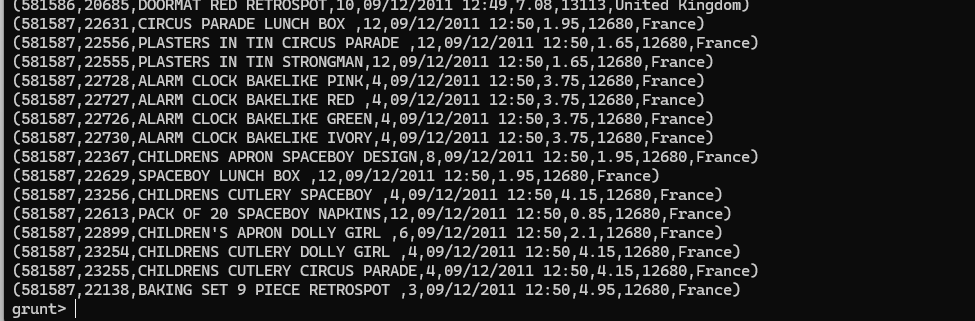 (581586,20685,DOORMAT RED RETROSPOT,10,09/12/2011 12:49,7.08,13113,United Kingdom)
(581587,22631,CIRCUS PARADE LUNCH BOX ,12,09/12/2011 12:50,1.95,12680,France)
(581587,22556,PLASTERS IN TIN CIRCUS PARADE ,12,09/12/2011 12:50,1.65,12680,France)
(581587,22555,PLASTERS IN TIN STRONGMAN,12,09/12/2011 12:50,1.65,12680,France)
(581587,22728,ALARM CLOCK BAKELIKE PINK,4,09/12/2011 12:50,3.75,12680,France)
(581587,22727,ALARM CLOCK BAKELIKE RED ,4,09/12/2011 12:50,3.75,12680,France)
(581587,22726,ALARM CLOCK BAKELIKE GREEN,4,09/12/2011 12:50,3.75,12680,France)
(581587,22730,ALARM CLOCK BAKELIKE IVORY,4,09/12/2011 12:50,3.75,12680,France)
(581587,22367,CHILDRENS APRON SPACEBOY DESIGN,8,09/12/2011 12:50,1.95,12680,France)
(581587,22629,SPACEBOY LUNCH BOX ,12,09/12/2011 12:50,1.95,12680,France)
(581587,23256,CHILDRENS CUTLERY SPACEBOY ,4,09/12/2011 12:50,4.15,12680,France)
(581587,22613,PACK OF 20 SPACEBOY NAPKINS,12,09/12/2011 12:50,0.85,12680,France)
(581587,22899,CHILDREN'S APRON DOLLY GIRL ,6,09/12/2011 12:50,2.1,12680,France)
(581587,23254,CHILDRENS CUTLERY DOLLY GIRL ,4,09/12/2011 12:50,4.15,12680,France)
(581587,23255,CHILDRENS CUTLERY CIRCUS PARADE,4,09/12/2011 12:50,4.15,12680,France)
(581587,22138,BAKING SET 9 PIECE RETROSPOT ,3,09/12/2011 12:50,4.95,12680,France)
grunt>